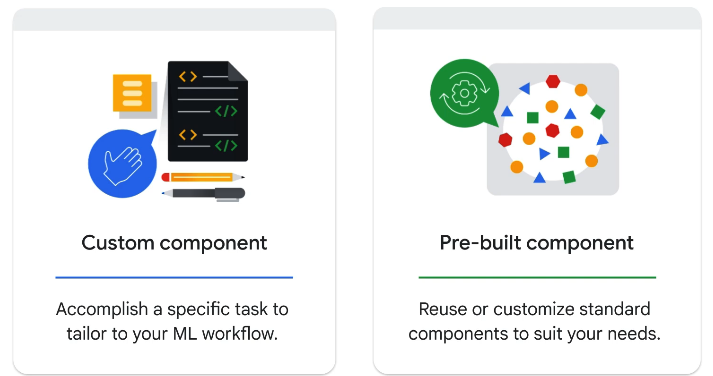 Custom component
Accomplish a specific task to
tailor to your ML workflow.
Pre-built component
Reuse or customize standard
components to suit your needs.